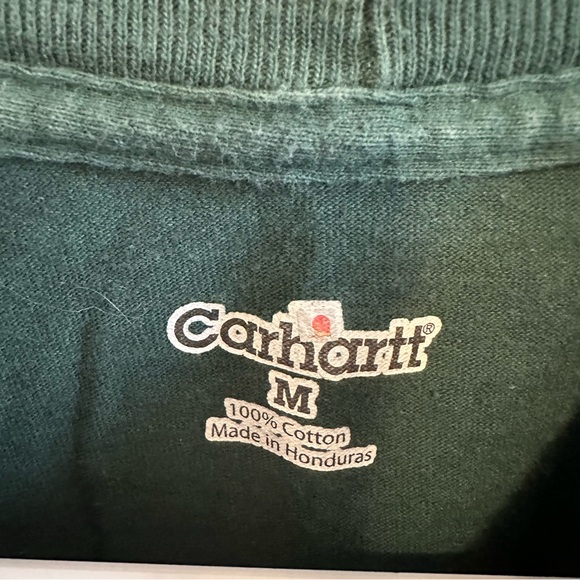 Carhartt®
M
100% Cotton
Made in Honduras